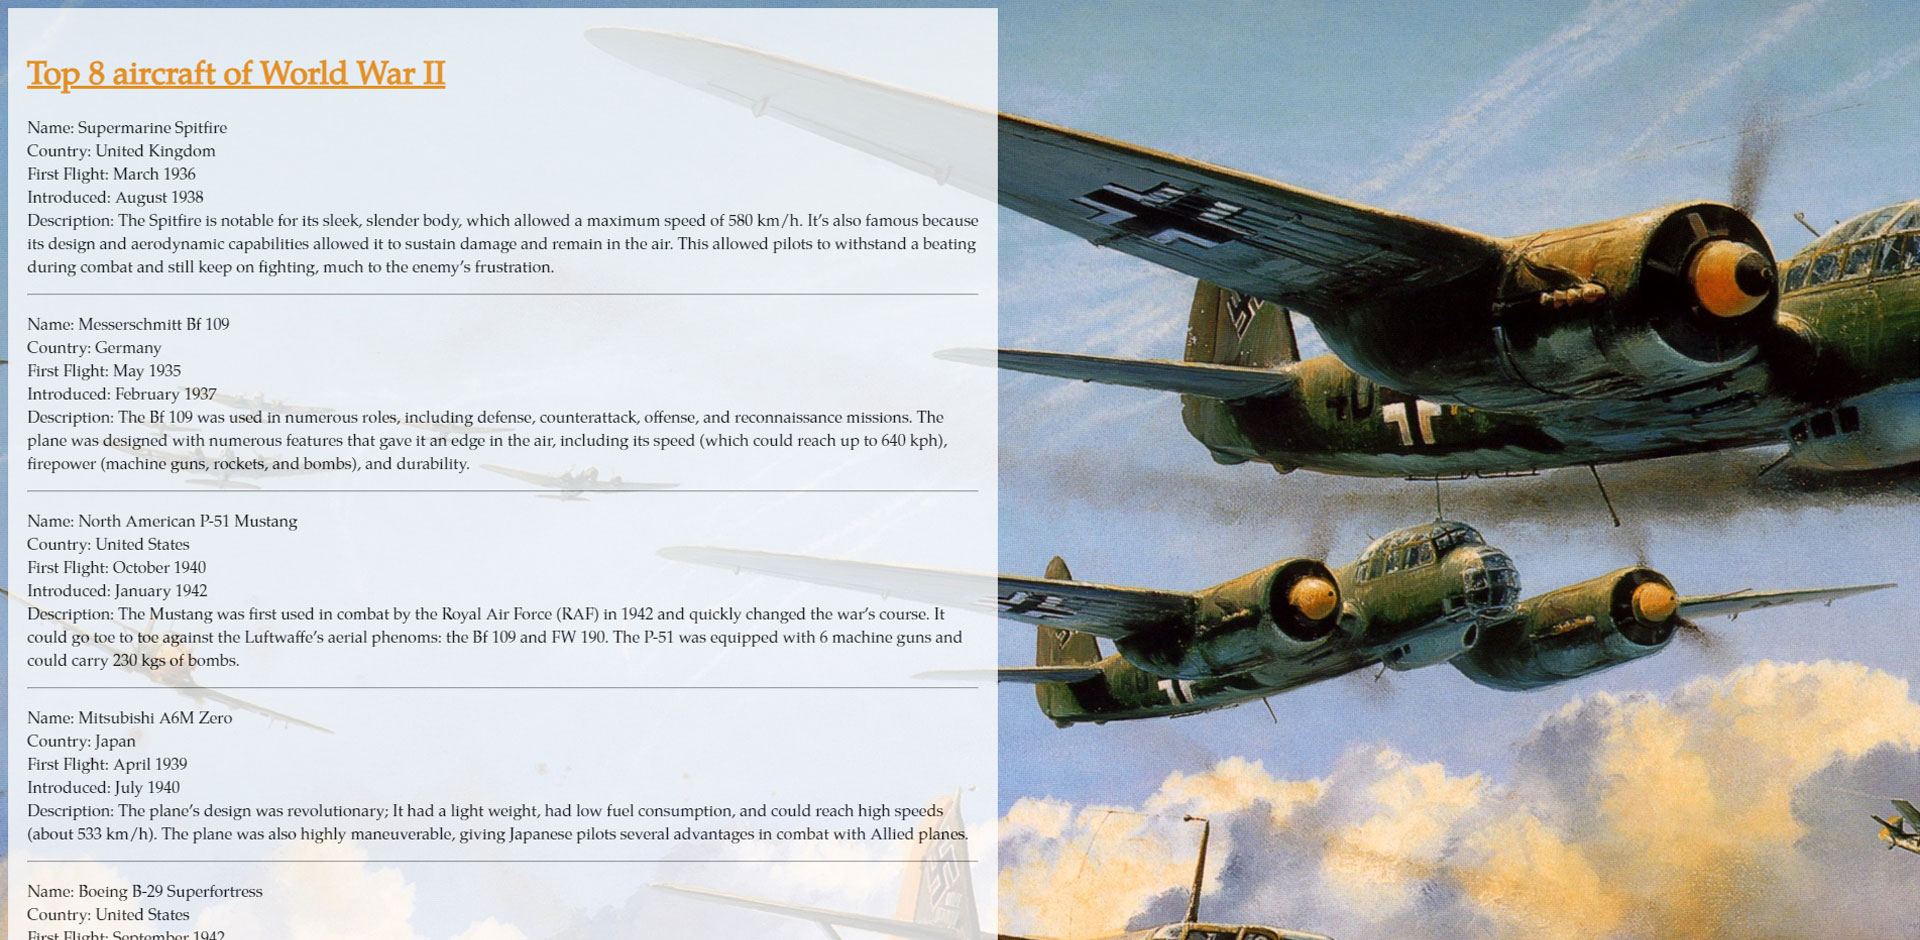 Top 8 aircraft of World War II
Name: Supermarine Spitfire
Country: United Kingdom
First Flight: March 1936
Introduced: August 1938
Description: The Spitfire is notable for its sleek, slender body, which allowed a maximum speed of 580 km/h. It’s also famous because
its design and aerodynamic capabilities allowed it to sustain damage and remain in the air. This allowed pilots to withstand a beating
during combat and still keep on fighting, much to the enemy’s frustration.
Name: Messerschmitt Bf 109
Country: Germany
First Flight: May 1935
Introduced: February 1937
Description: The Bf 109 was used in numerous roles, including defense, counterattack, offense, and reconnaissance missions. The
plane was designed with numerous features that gave it an edge in the air, including its speed (which could reach up to 640 kph),
firepower (machine guns, rockets, and bombs), and durability.
Name: North American P-51 Mustang
Country: United States
First Flight: October 1940
Introduced: January 1942
Description: The Mustang was first used in combat by the Royal Air Force (RAF) in 1942 and quickly changed the war’s course. It
could go toe to toe against the Luftwaffe’s aerial phenoms: the Bf 109 and FW 190. The P-51 was equipped with 6 machine guns and
could carry 230 kgs of bombs.
Name: Mitsubishi A6M Zero
Country: Japan
First Flight: April 1939
Introduced: July 1940
Description: The plane’s design was revolutionary; It had a light weight, had low fuel consumption, and could reach high speeds
(about 533 km/h). The plane was also highly maneuverable, giving Japanese pilots several advantages in combat with Allied planes.
Name: Boeing B-29 Superfortress
Country: United States
First Flight: September 1942